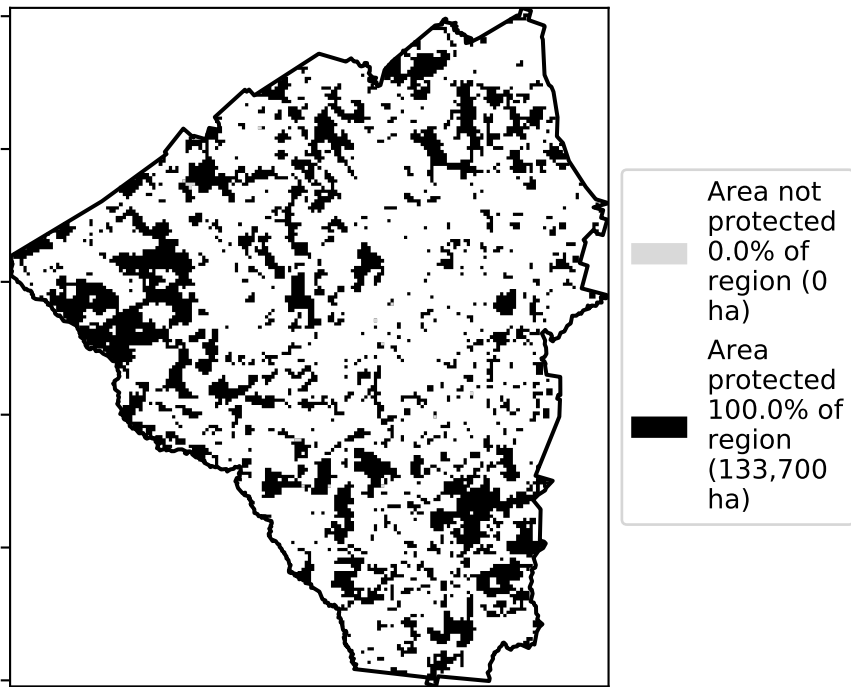 Area not
protected
0.0% of
region (0
ha)
Area
protected
100.0% of
region
(133,700
ha)